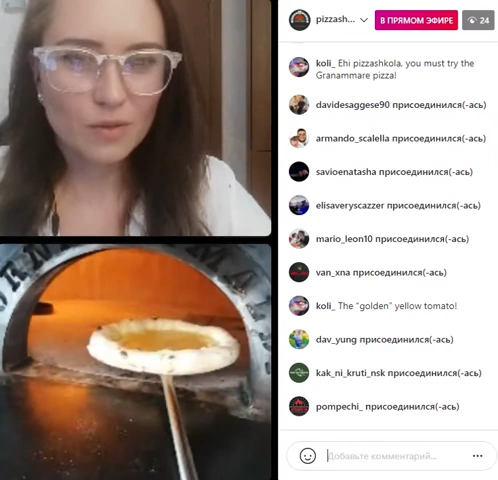 pizzash...
В ПРЯМОМ ЭФИРЕ
24
koli_ Ehi pizzashkola, you must try the
Granammare pizza!
davidesaggese90 присоединился(-ась)
armando_scalella присоединился(-ась)
savioenatasha присоединился(-ась)
elisaveryscazzer присоединился(-ась)
mario_leon10 присоединился(-ась)
van_xna присоединился(-ась)
koli_ The "golden" yellow tomato!
dav_yung присоединился(-ась)
kak_ni_kruti_nsk присоединился(-ась)
pompechi_ присоединился(-ась)
Добавьте комментарий...